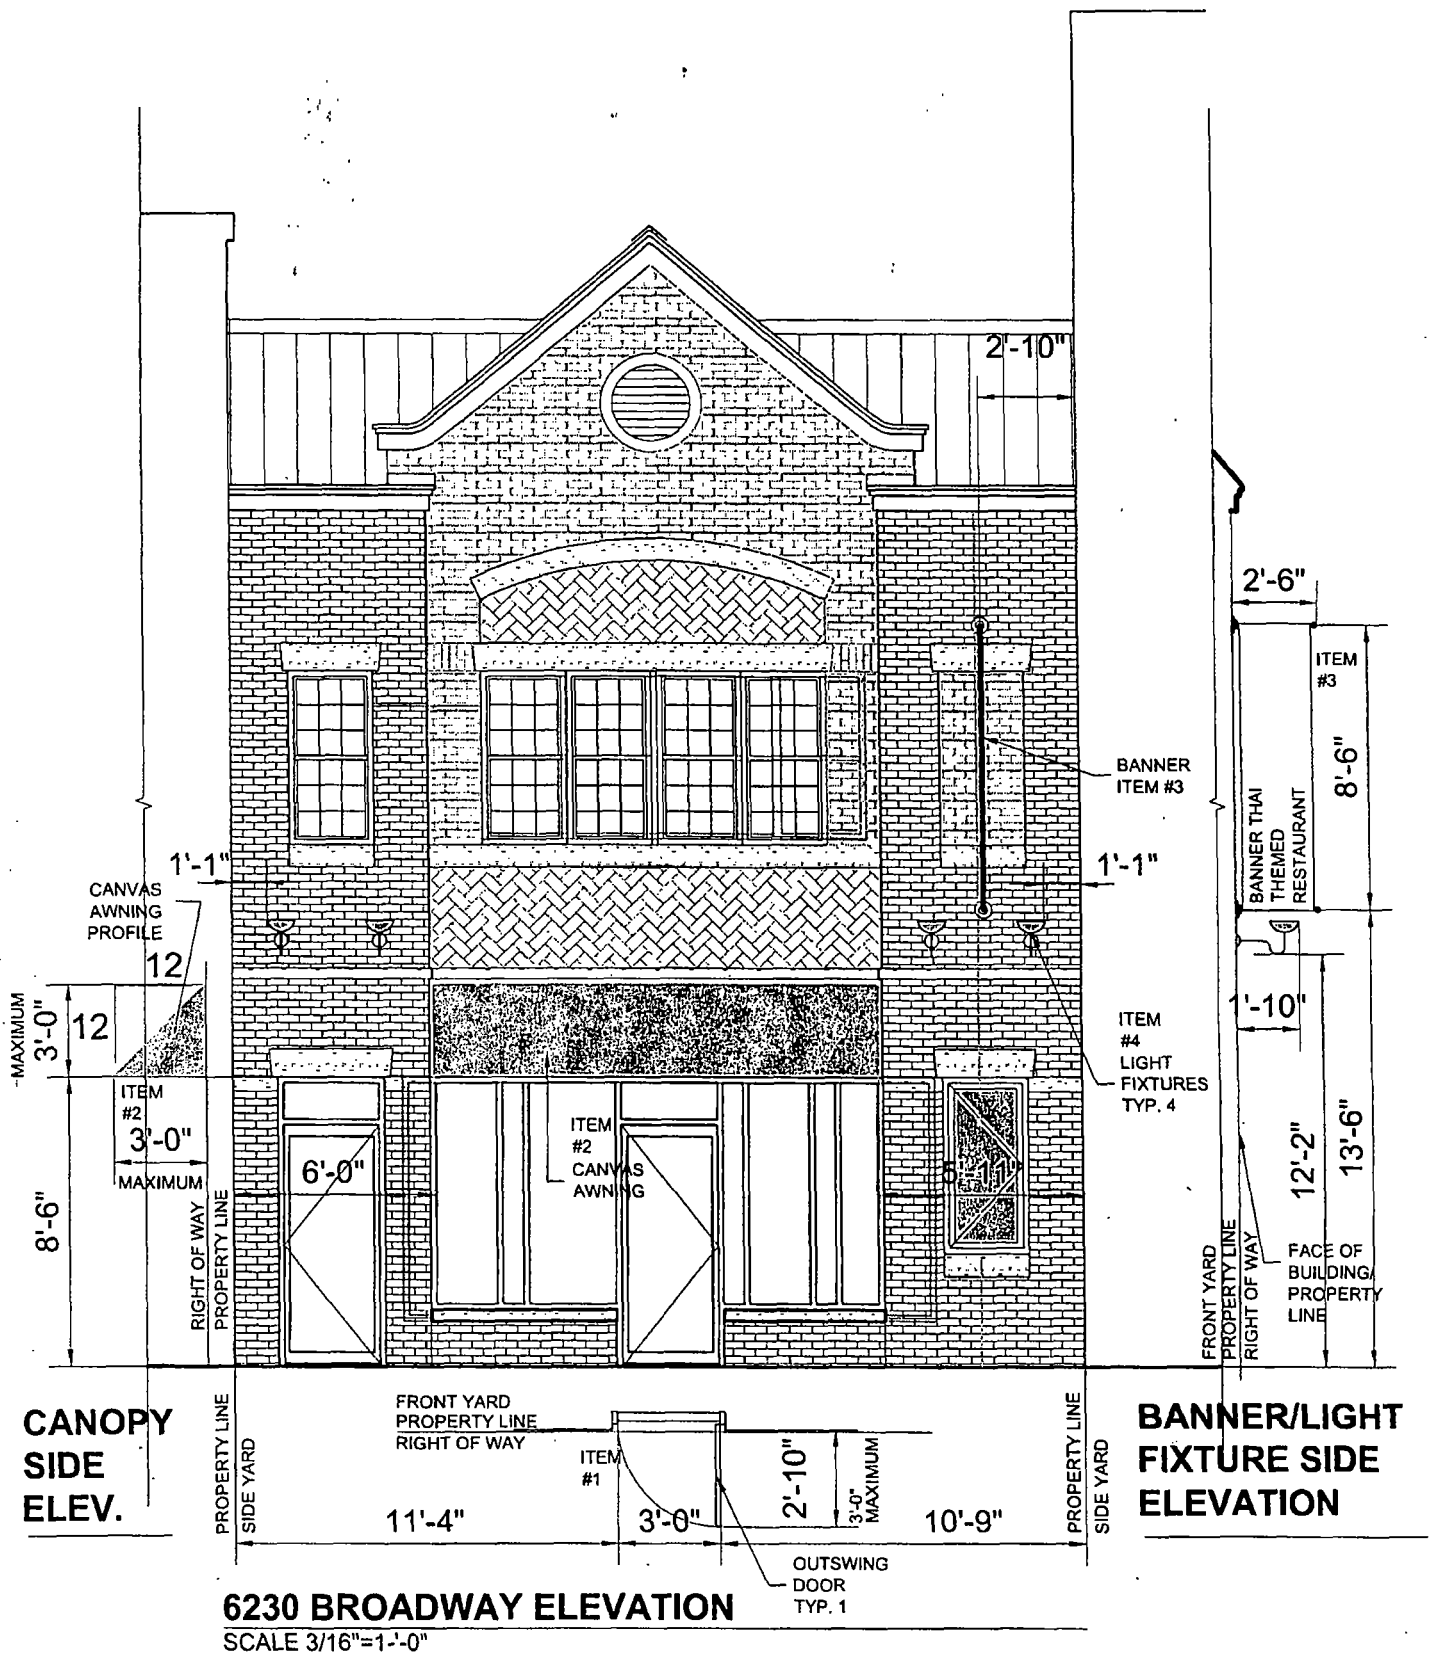 2'-10"
2'-6"
ITEM
#3
8'-6"
BANNER
ITEM #3
BANNER THAI
THEMED
RESTAURANT
1'-1"
1'-1"
CANVAS
AWNING
PROFILE
12
12
3'-0"
MAXIMUM
ITEM
#2
3'-0"
MAXIMUM
8'-6"
RIGHT OF WAY
PROPERTY LINE
6'-0"
ITEM
#2
CANVAS
AWNING
5'-11"
ITEM
#4
LIGHT
FIXTURES
TYP. 4
1'-10"
12'-2"
13'-6"
FRONT YARD
PROPERTY LINE
RIGHT OF WAY
FACE OF
BUILDING/
PROPERTY
LINE
CANOPY
SIDE
ELEV.
PROPERTY LINE
SIDE YARD
FRONT YARD
PROPERTY LINE
RIGHT OF WAY
ITEM
#1
2'-10"
3'-0"
MAXIMUM
11'-4"
3'-0"
10'-9"
PROPERTY LINE
SIDE YARD
BANNER/LIGHT
FIXTURE SIDE
ELEVATION
OUTSWING
DOOR
TYP. 1
6230 BROADWAY ELEVATION
SCALE 3/16"=1-'-0"